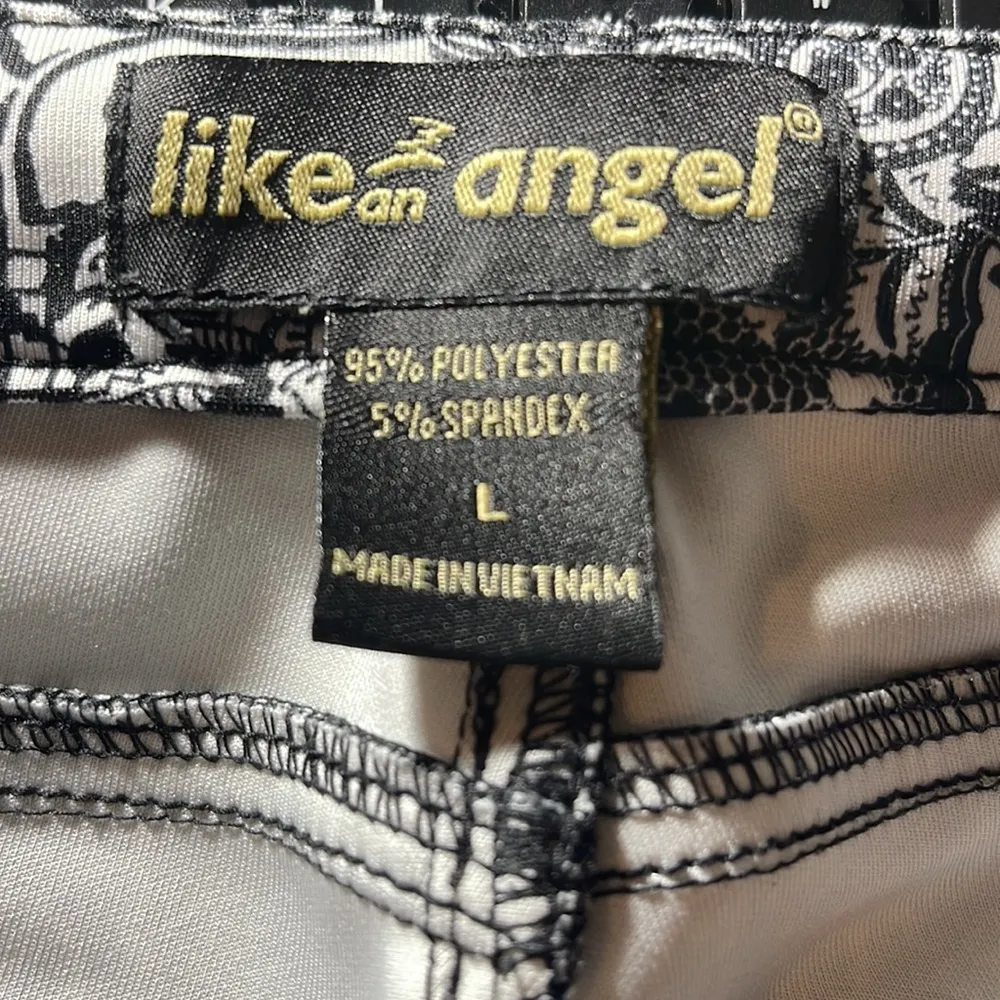 like an angel®
95% POLYESTER
5% SPANDEX
L
MADE IN VIETNAM